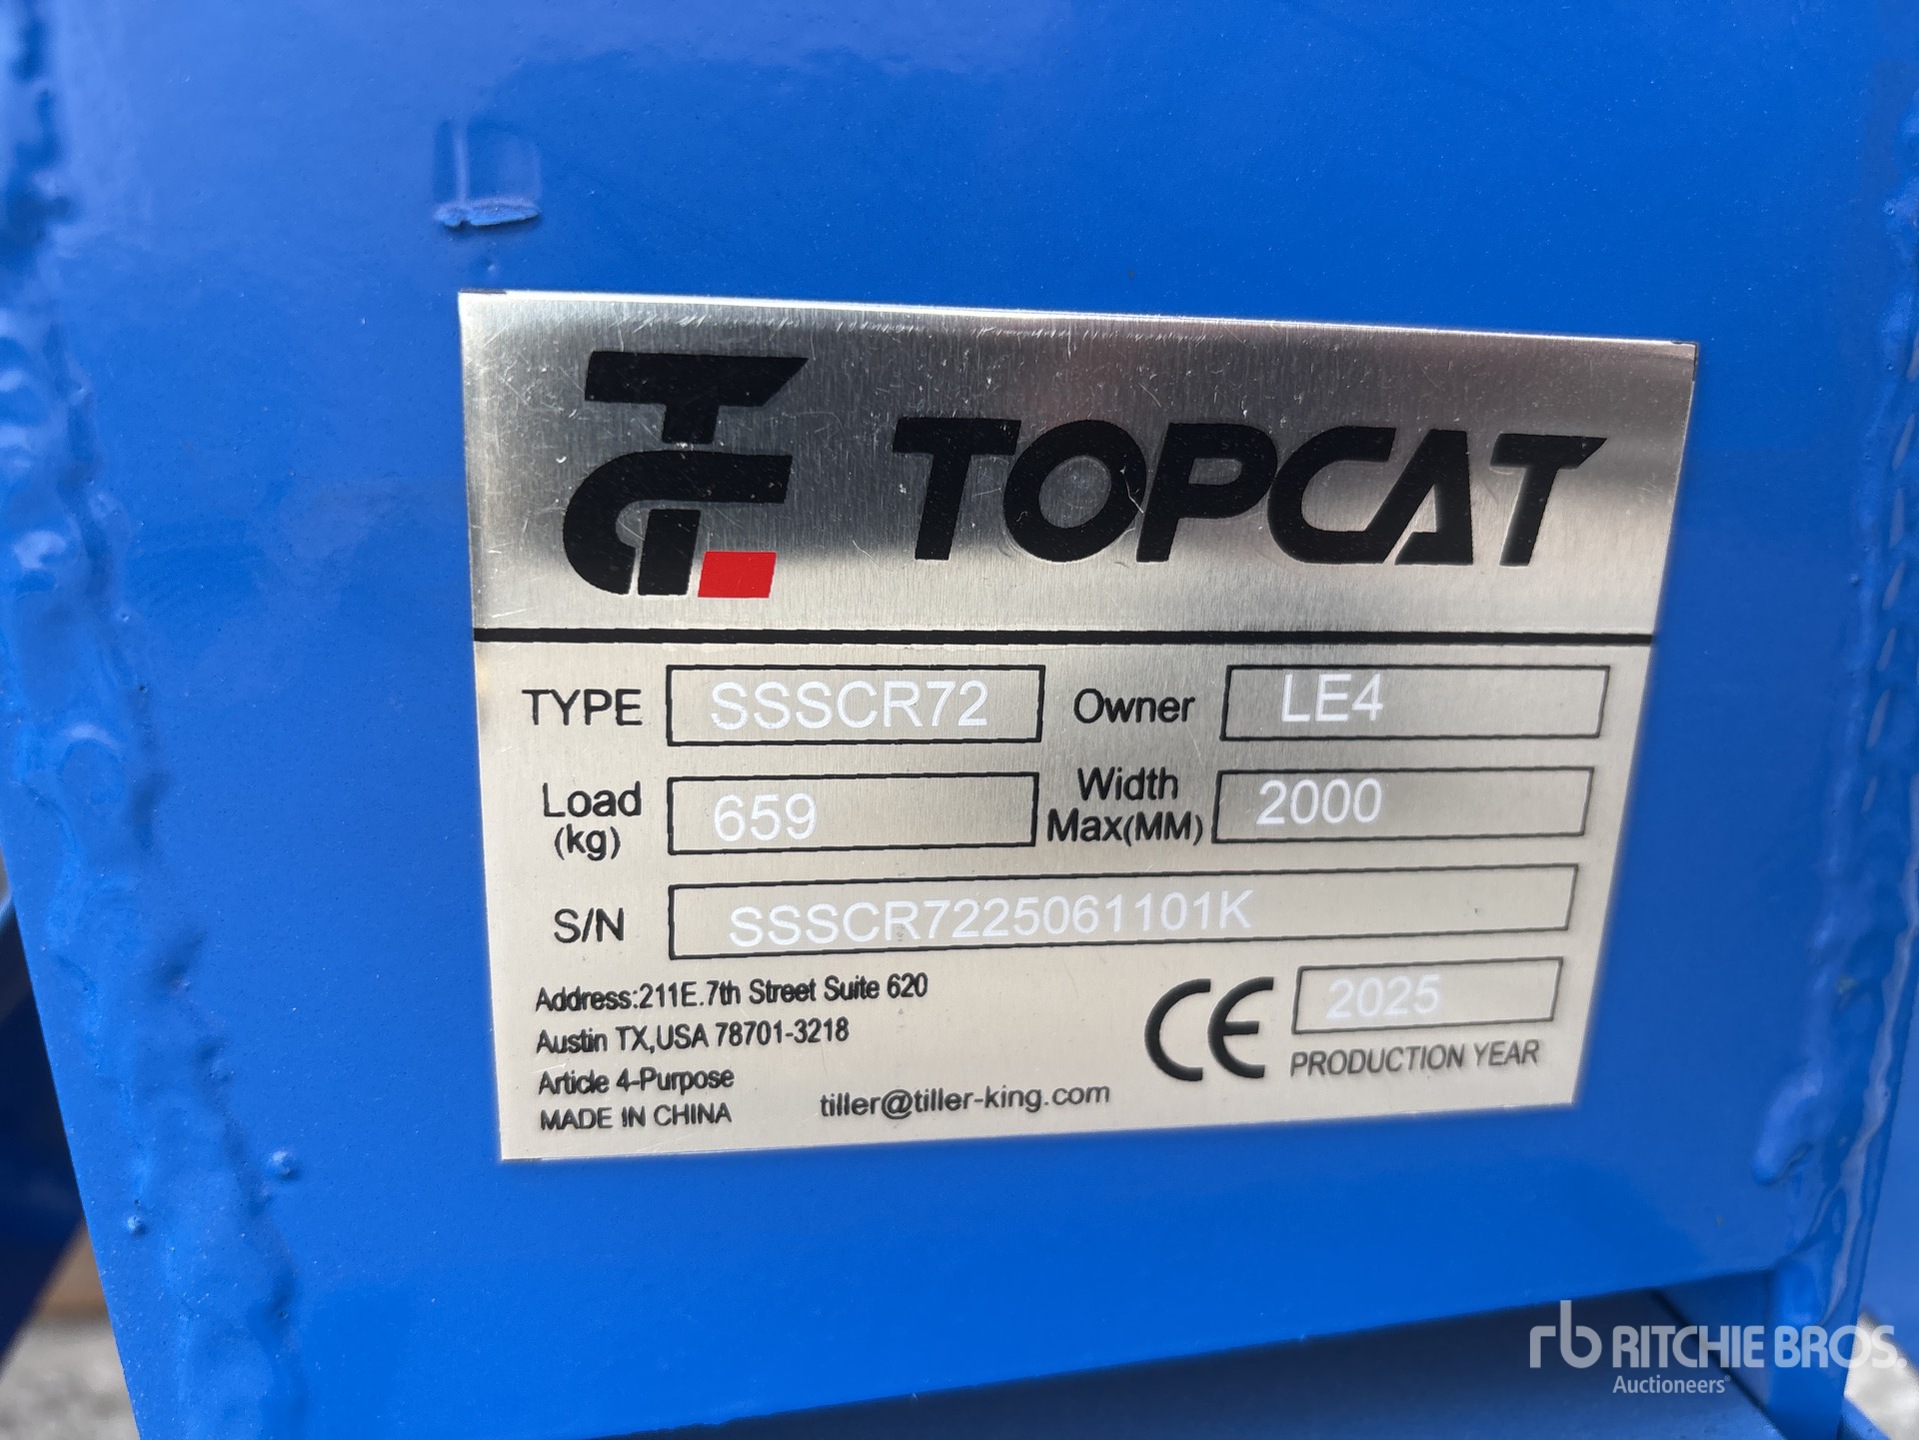 TOPCAT
TYPE SSSCR72 Owner LE4
Load (kg) 659 Width Max(MM) 2000
S/N SSSCR7225061101K
Address:211E.7th Street Suite 620
Austin TX,USA 78701-3218
Article 4-Purpose
MADE IN CHINA
tiller@tiller-king.com
CE 2025
PRODUCTION YEAR
rb RITCHIE BROS.
Auctioneers